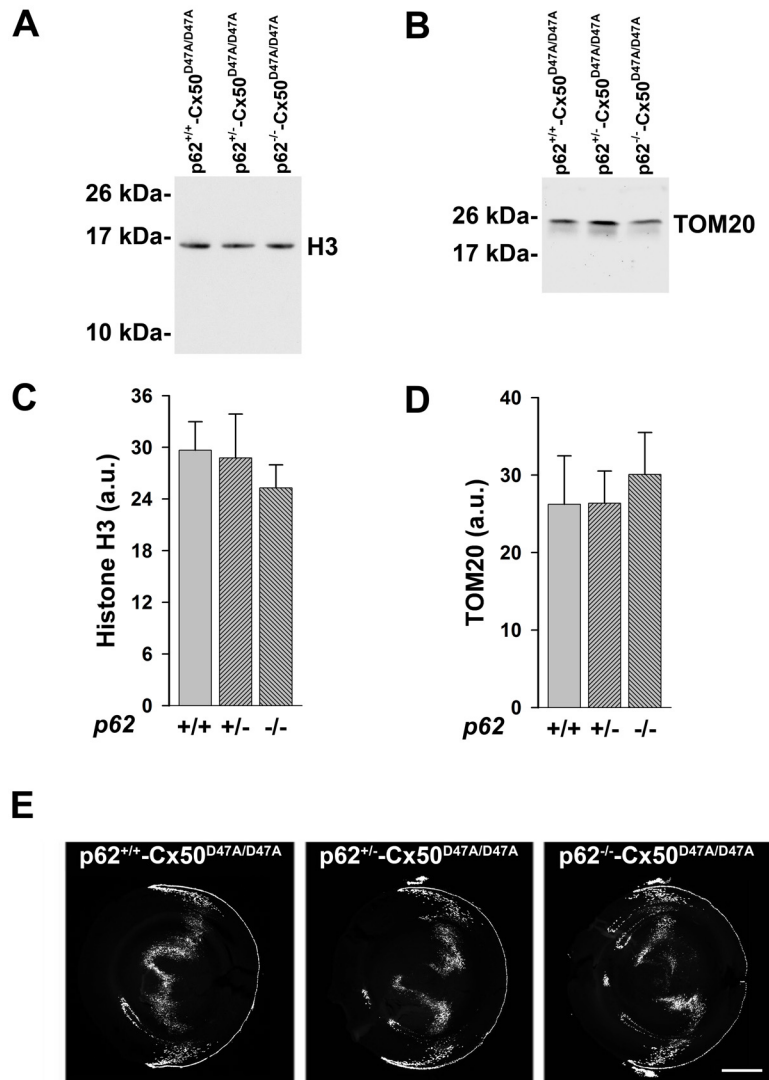 A
p62+/+-Cx50D47A/D47A
p62+/--Cx50D47A/D47A
p62-/--Cx50D47A/D47A
26 kDa-
17 kDa-
10 kDa-
H3
B
p62+/+-Cx50D47A/D47A
p62+/--Cx50D47A/D47A
p62-/--Cx50D47A/D47A
26 kDa-
17 kDa-
TOM20
C
Histone H3 (a.u.)
36
30
24
18
12
6
0
p62
+/+ +/- -/-
D
TOM20 (a.u.)
40
30
20
10
0
p62
+/+ +/- -/-
E
p62+/+-Cx50D47A/D47A
p62+/--Cx50D47A/D47A
p62-/--Cx50D47A/D47A